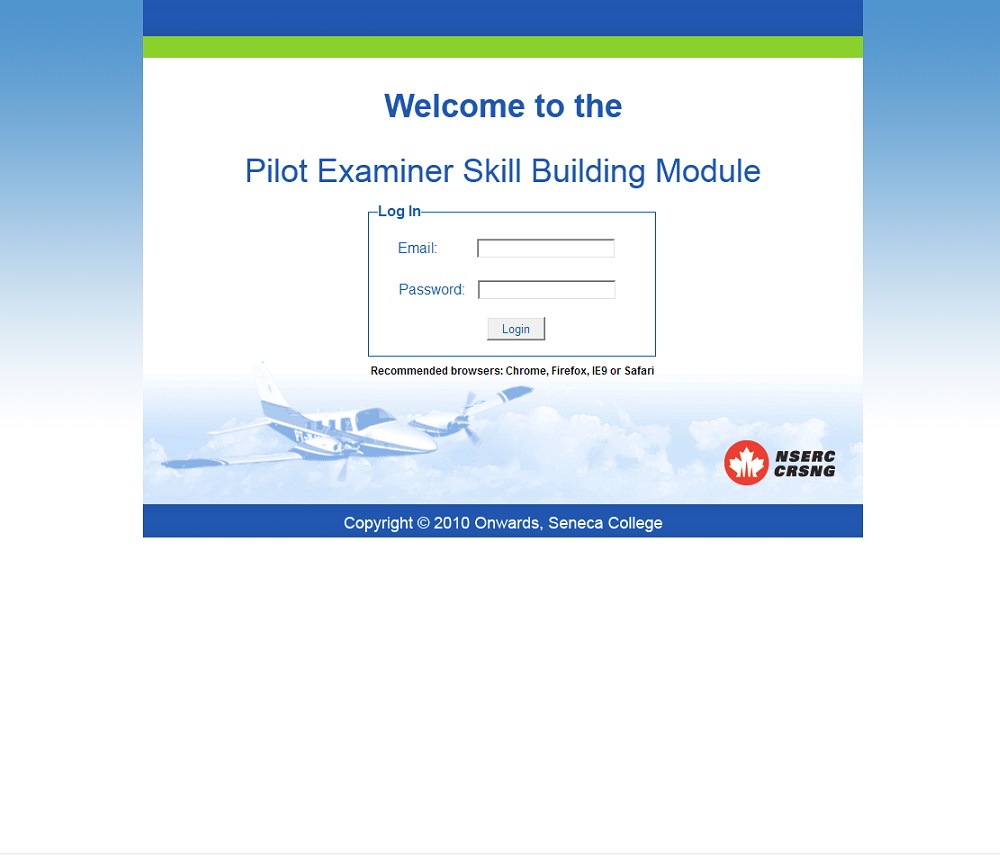 Welcome to the
Pilot Examiner Skill Building Module
Log In
Email:
Password:
Login
Recommended browsers: Chrome, Firefox, IE9 or Safari
NSERC
CRSNG
Copyright © 2010 Onwards, Seneca College